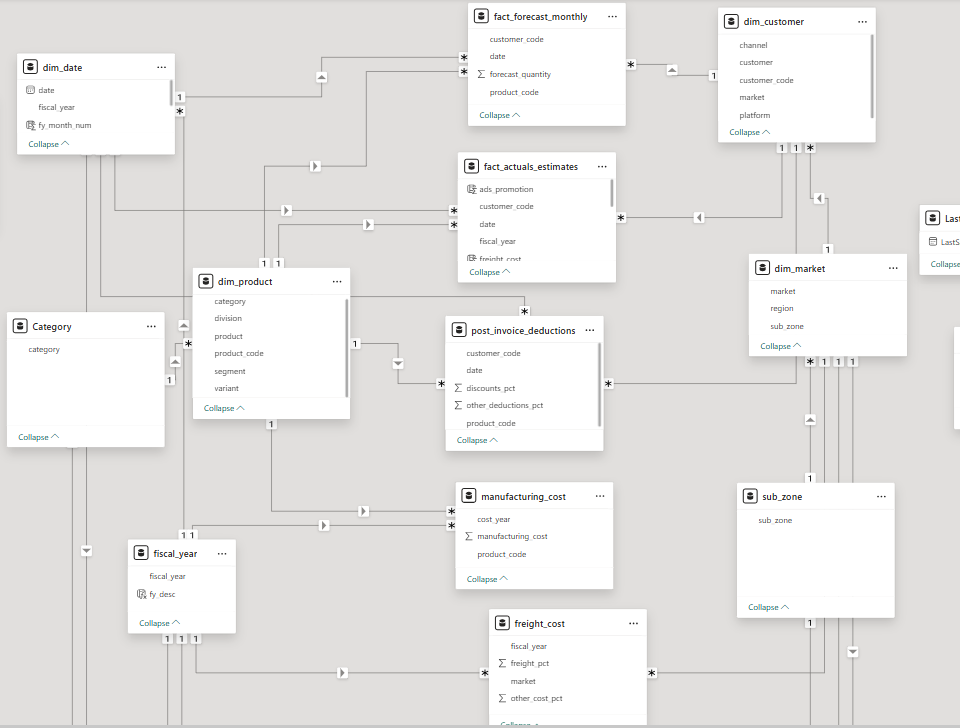 fact_forecast_monthly ...
customer_code
date
Σ forecast_quantity
product_code
Collapse
dim_customer ...
channel
customer
customer_code
market
platform
Collapse
dim_date ...
date
fiscal_year
fy_month_num
Collapse
fact_actuals_estimates ...
ads_promotion
customer_code
date
fiscal_year
freight_cost
Collapse
Last
LastS
Collapse
dim_market ...
market
region
sub_zone
Collapse
dim_product ...
category
division
product
product_code
segment
variant
Collapse
Category ...
category
Collapse
post_invoice_deductions ...
customer_code
date
Σ discounts_pct
Σ other_deductions_pct
product_code
Collapse
manufacturing_cost ...
cost_year
Σ manufacturing_cost
product_code
Collapse
sub_zone ...
sub_zone
Collapse
fiscal_year ...
fiscal_year
fy_desc
Collapse
freight_cost ...
fiscal_year
Σ freight_pct
market
Σ other_cost_pct
Collapse
1
*
*
*
*
1
1
1
*
*
*
*
1
1
1
*
*
1
*
1
*
*
*
1
1
1
1
*
*
1
1
1
1
1
1
1
*
*